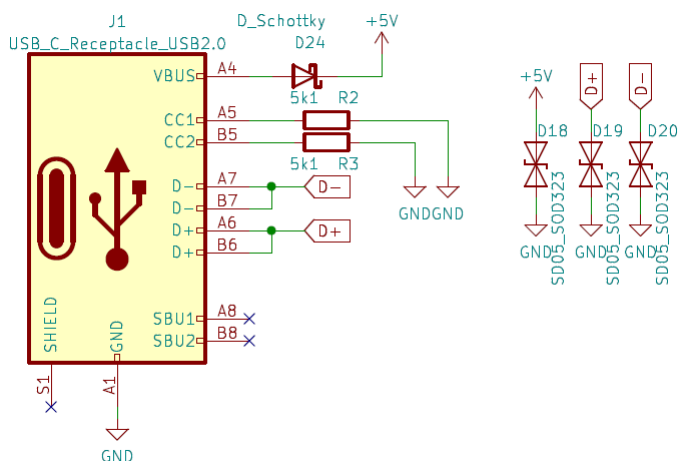 J1
USB_C_Receptacle_USB2.0
D_Schottky
D24
+5V
VBUS
A4
CC1
A5
5k1
R2
CC2
B5
5k1
R3
D-
A7
D-
D-
B7
D+
A6
D+
D+
B6
GND
GND
SBU1
A8
SBU2
B8
SHIELD
GND
S1
A1
GND
+5V
D+
D-
D18
D19
D20
SD05_SOD323
SD05_SOD323
SD05_SOD323
GND
GND
GND